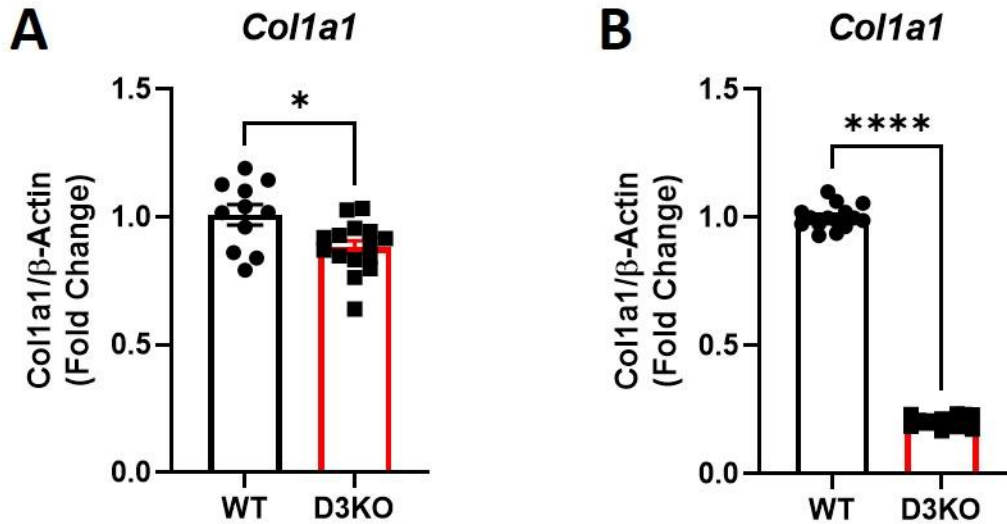 A
Col1a1
Col1a1/β-Actin
(Fold Change)
1.5
1.0
0.5
0.0
*
WT
D3KO
B
Col1a1
Col1a1/β-Actin
(Fold Change)
1.5
1.0
0.5
0.0
****
WT
D3KO